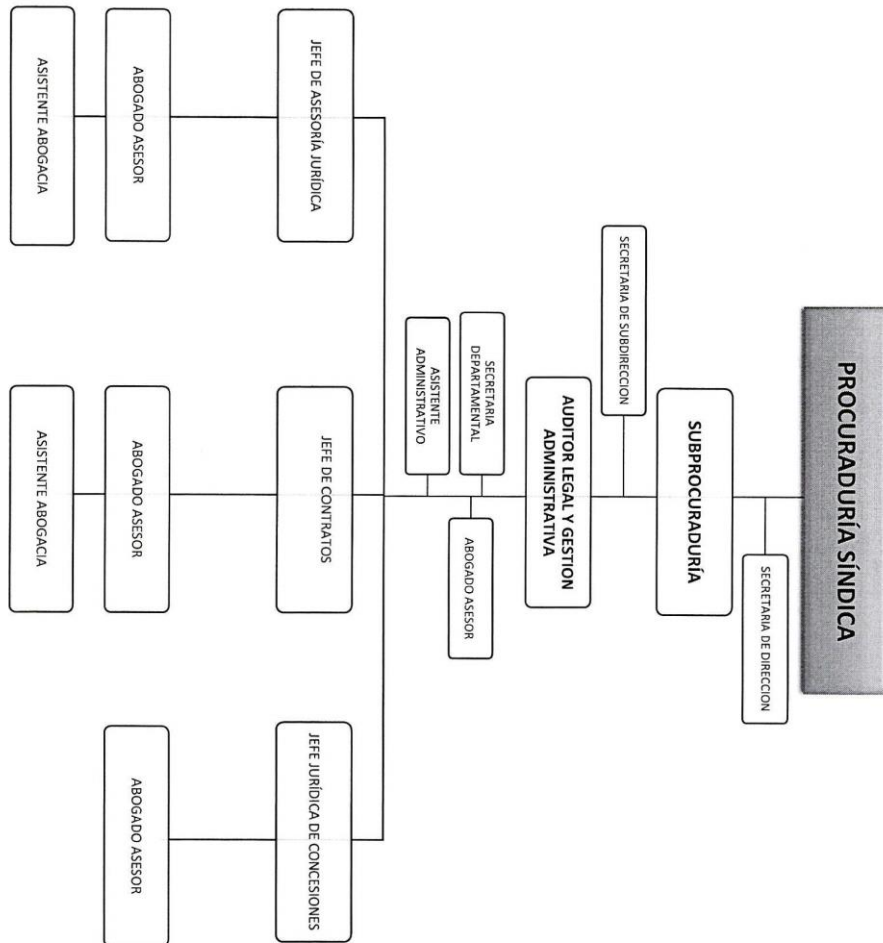 PROCURADURÍA SÍNDICA
SECRETARIA DE DIRECCION
SUBPROCURADURÍA
SECRETARIA DE SUBDIRECCION
AUDITOR LEGAL Y GESTION
ADMINISTRATIVA
SECRETARIA
DEPARTAMENTAL
ABOGADO ASESOR
ASISTENTE
ADMINISTRATIVO
JEFE DE ASESORÍA JURÍDICA
JEFE DE CONTRATOS
JEFE JURÍDICA DE CONCESIONES
ABOGADO ASESOR
ABOGADO ASESOR
ABOGADO ASESOR
ASISTENTE ABOGACIA
ASISTENTE ABOGACIA